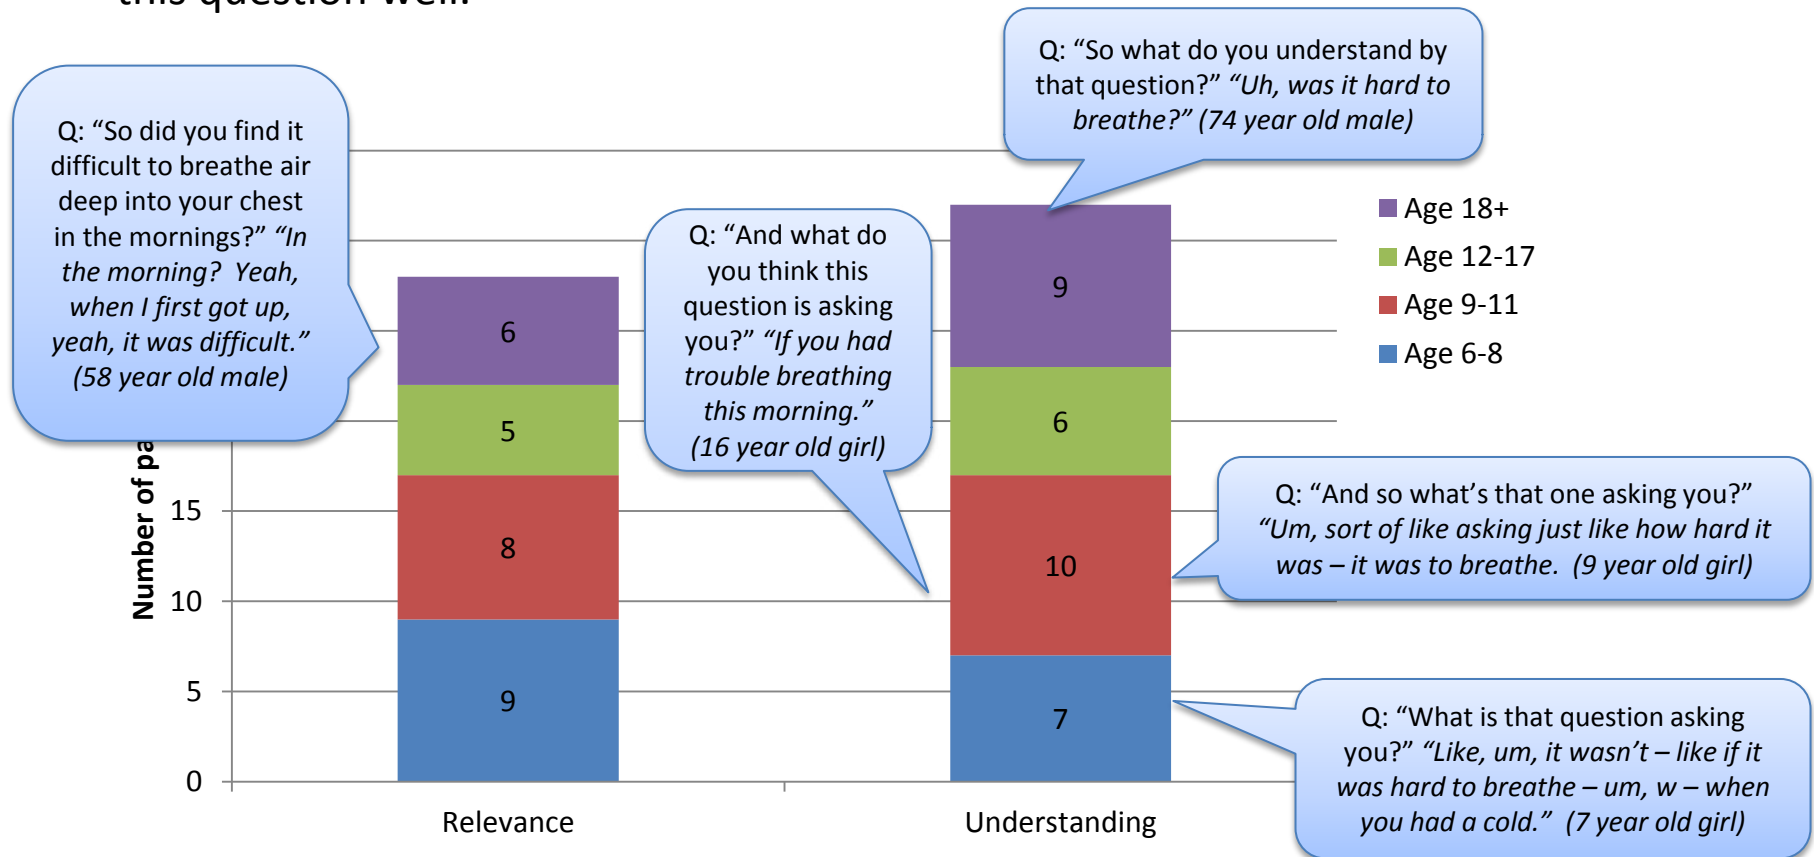 this question well.
Q: “So what do you understand by
that question?” “Uh, was it hard to
breathe?” (74 year old male)
Q: “So did you find it
difficult to breathe air
deep into your chest
in the mornings?” “In
the morning? Yeah,
when I first got up,
yeah, it was difficult.”
(58 year old male)
Q: “And what do
you think this
question is asking
you?” “If you had
trouble breathing
this morning.”
(16 year old girl)
Age 18+
Age 12-17
Age 9-11
Age 6-8
Q: “And so what’s that one asking you?”
“Um, sort of like asking just like how hard it
was – it was to breathe. (9 year old girl)
Q: “What is that question asking
you?” “Like, um, it wasn’t – like if it
was hard to breathe – um, w – when
you had a cold.” (7 year old girl)
Number of pa
15
10
5
0
6
5
8
9
9
6
10
7
Relevance
Understanding